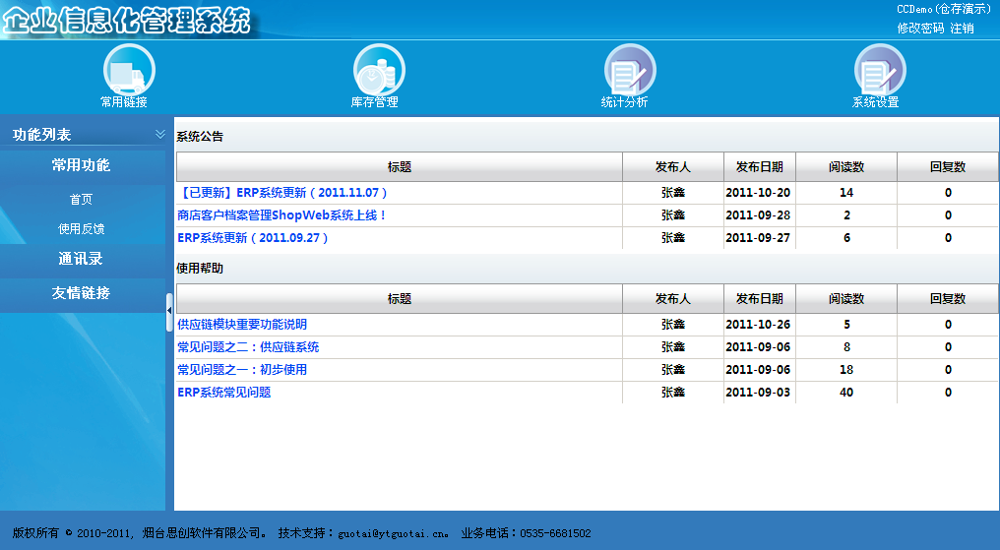 企业信息化管理系统
CCDemo(仓存演示)
修改密码 注销
常用链接 库存管理 统计分析 系统设置
功能列表
常用功能
首页
使用反馈
通讯录
友情链接
系统公告
标题 发布人 发布日期 阅读数 回复数
【已更新】ERP系统更新（2011.11.07） 张鑫 2011-10-20 14 0
商店客户档案管理ShopWeb系统上线！ 张鑫 2011-09-28 2 0
ERP系统更新（2011.09.27） 张鑫 2011-09-27 6 0
使用帮助
标题 发布人 发布日期 阅读数 回复数
供应链模块重要功能说明 张鑫 2011-10-26 5 0
常见问题之二：供应链系统 张鑫 2011-09-06 8 0
常见问题之一：初步使用 张鑫 2011-09-06 18 0
ERP系统常见问题 张鑫 2011-09-03 40 0
版权所有 © 2010-2011, 烟台思创软件有限公司。 技术支持：guotai@ytguotai.cn。 业务电话：0535-6681502